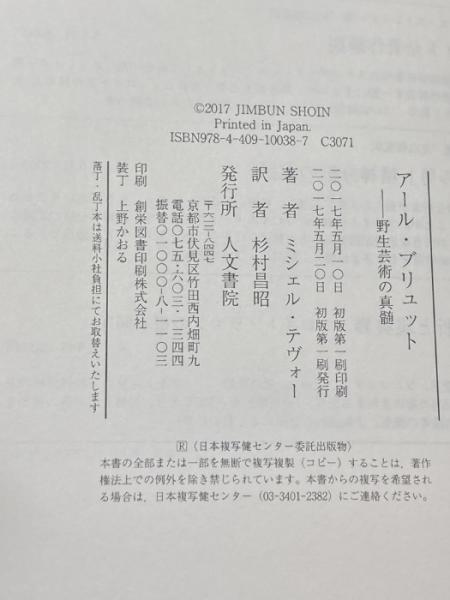 ©2017 JIMBUN SHOIN
Printed in Japan.
ISBN978-4-409-10038-7 C3071
アール・ブリュット
──野生芸術の真髄
二〇一七年五月一〇日 初版第一刷印刷
二〇一七年五月二〇日 初版第一刷発行
著 者 ミシェル・テヴォー
訳 者 杉村昌昭
発行所 人文書院
〒六一二-八四四七
京都市伏見区竹田西内畑町九
電話〇七五・六〇三・一三四四
振替〇一〇〇〇-八-一一〇三
印刷 創栄図書印刷株式会社
装丁 上野かおる
落丁・乱丁本は送料小社負担にてお取替えいたします
Ⓡ〈日本複写健センター委託出版物〉
本書の全部または一部を無断で複写複製（コピー）することは，著作
権法上での例外を除き禁じられています。本書からの複写を希望され
る場合は，日本複写健センター（03-3401-2382）にご連絡ください。